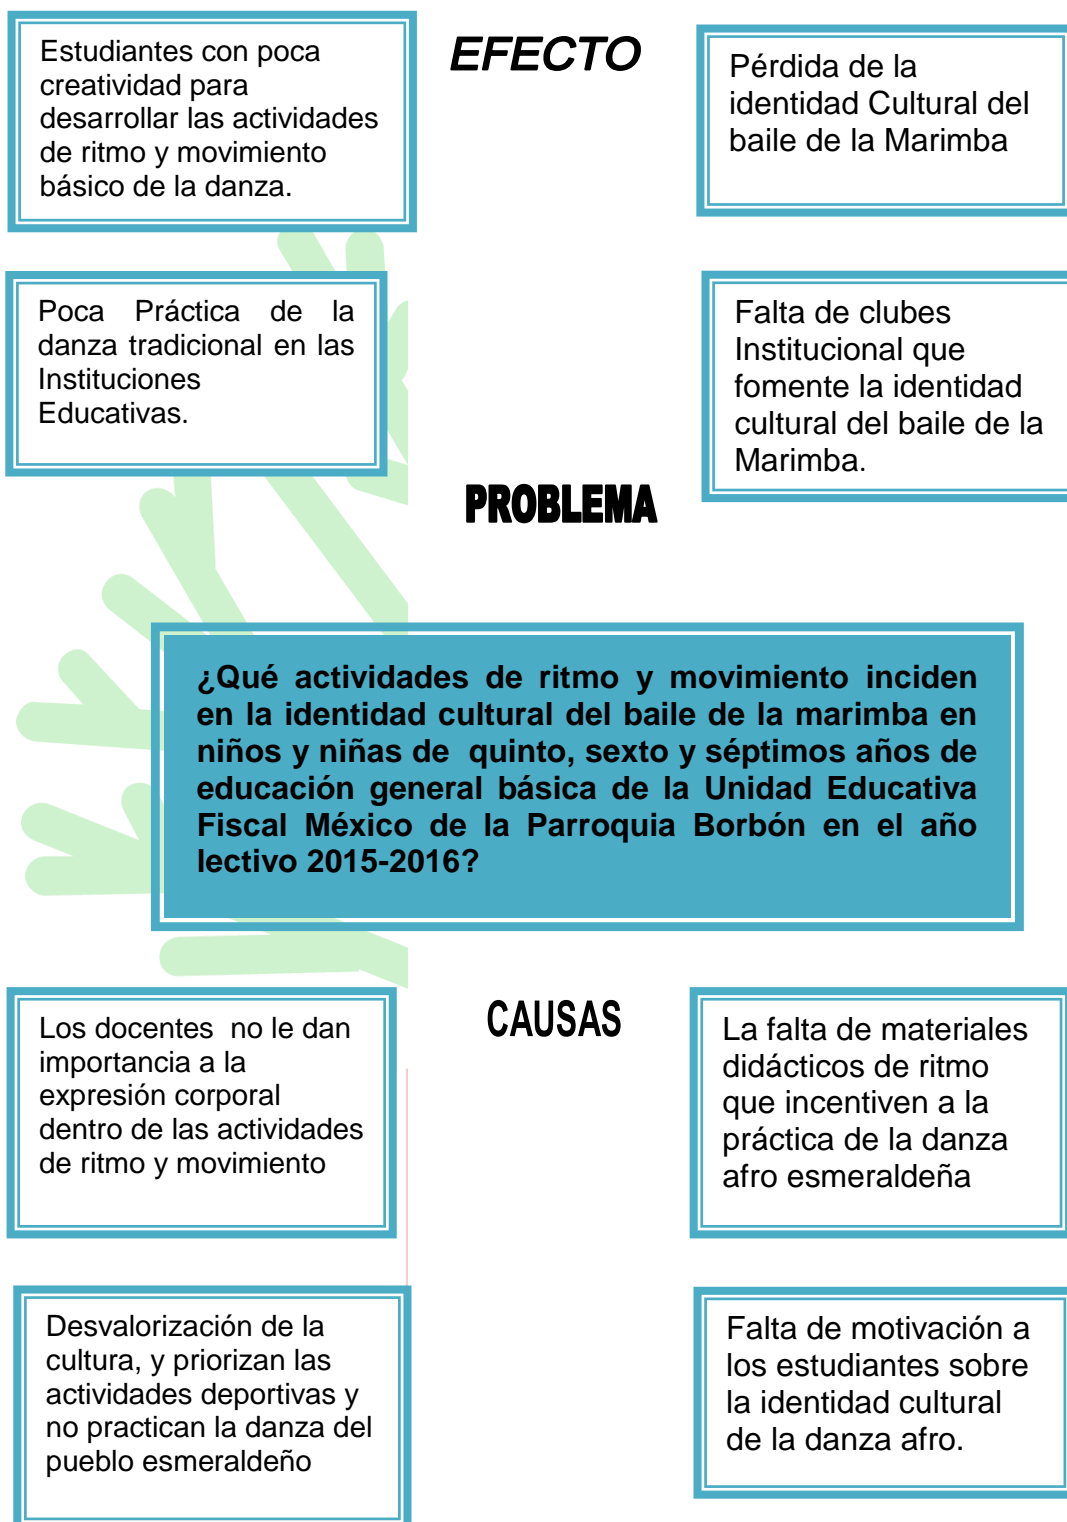 EFECTO
Estudiantes con poca
creatividad para
desarrollar las actividades
de ritmo y movimiento
básico de la danza.
Pérdida de la
identidad Cultural del
baile de la Marimba
Poca Práctica de la
danza tradicional en las
Instituciones
Educativas.
Falta de clubes
Institucional que
fomente la identidad
cultural del baile de la
Marimba.
PROBLEMA
¿Qué actividades de ritmo y movimiento inciden
en la identidad cultural del baile de la marimba en
niños y niñas de quinto, sexto y séptimos años de
educación general básica de la Unidad Educativa
Fiscal México de la Parroquia Borbón en el año
lectivo 2015-2016?
CAUSAS
Los docentes no le dan
importancia a la
expresión corporal
dentro de las actividades
de ritmo y movimiento
La falta de materiales
didácticos de ritmo
que incentiven a la
práctica de la danza
afro esmeraldeña
Desvalorización de la
cultura, y priorizan las
actividades deportivas y
no practican la danza del
pueblo esmeraldeño
Falta de motivación a
los estudiantes sobre
la identidad cultural
de la danza afro.